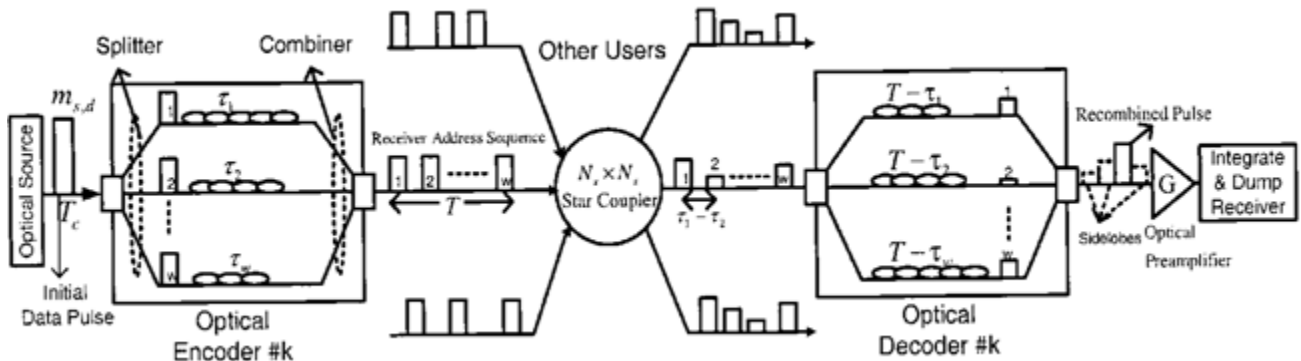 Splitter
Combiner
Other Users
m_{s,d}
Optical Source
T_c
Initial
Data Pulse
1
τ_1
2
τ_2
w
τ_w
Optical
Encoder #k
Receiver Address Sequence
1 2 w
T
N_s × N_s
Star Coupler
1 2 w
τ_1 − τ_2
T − τ_1
1
T − τ_2
2
T − τ_w
w
Optical
Decoder #k
Recombined
Pulse
Sidelobes
G
Optical
Preamplifier
Integrate
& Dump
Receiver